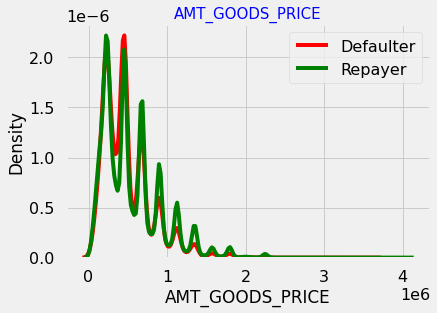 AMT_GOODS_PRICE
1e−6
Defaulter
Repayer
2.0
1.5
1.0
0.5
0.0
Density
0 1 2 3 4
1e6
AMT_GOODS_PRICE